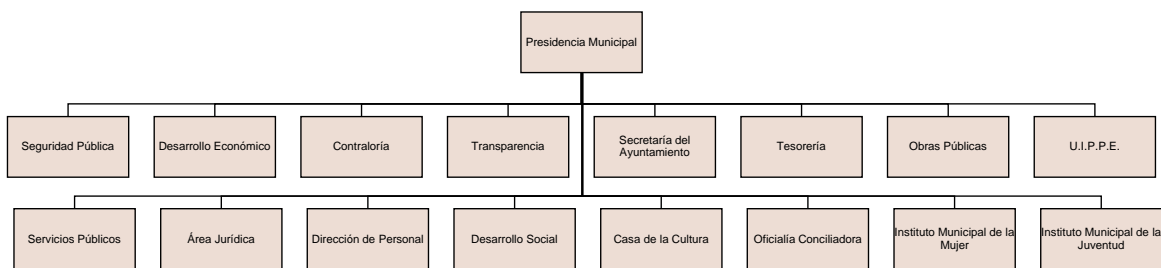 Presidencia Municipal
Seguridad Pública
Desarrollo Económico
Contraloría
Transparencia
Secretaría del
Ayuntamiento
Tesorería
Obras Públicas
U.I.P.P.E.
Servicios Públicos
Área Jurídica
Dirección de Personal
Desarrollo Social
Casa de la Cultura
Oficialía Conciliadora
Instituto Municipal de la
Mujer
Instituto Municipal de la
Juventud